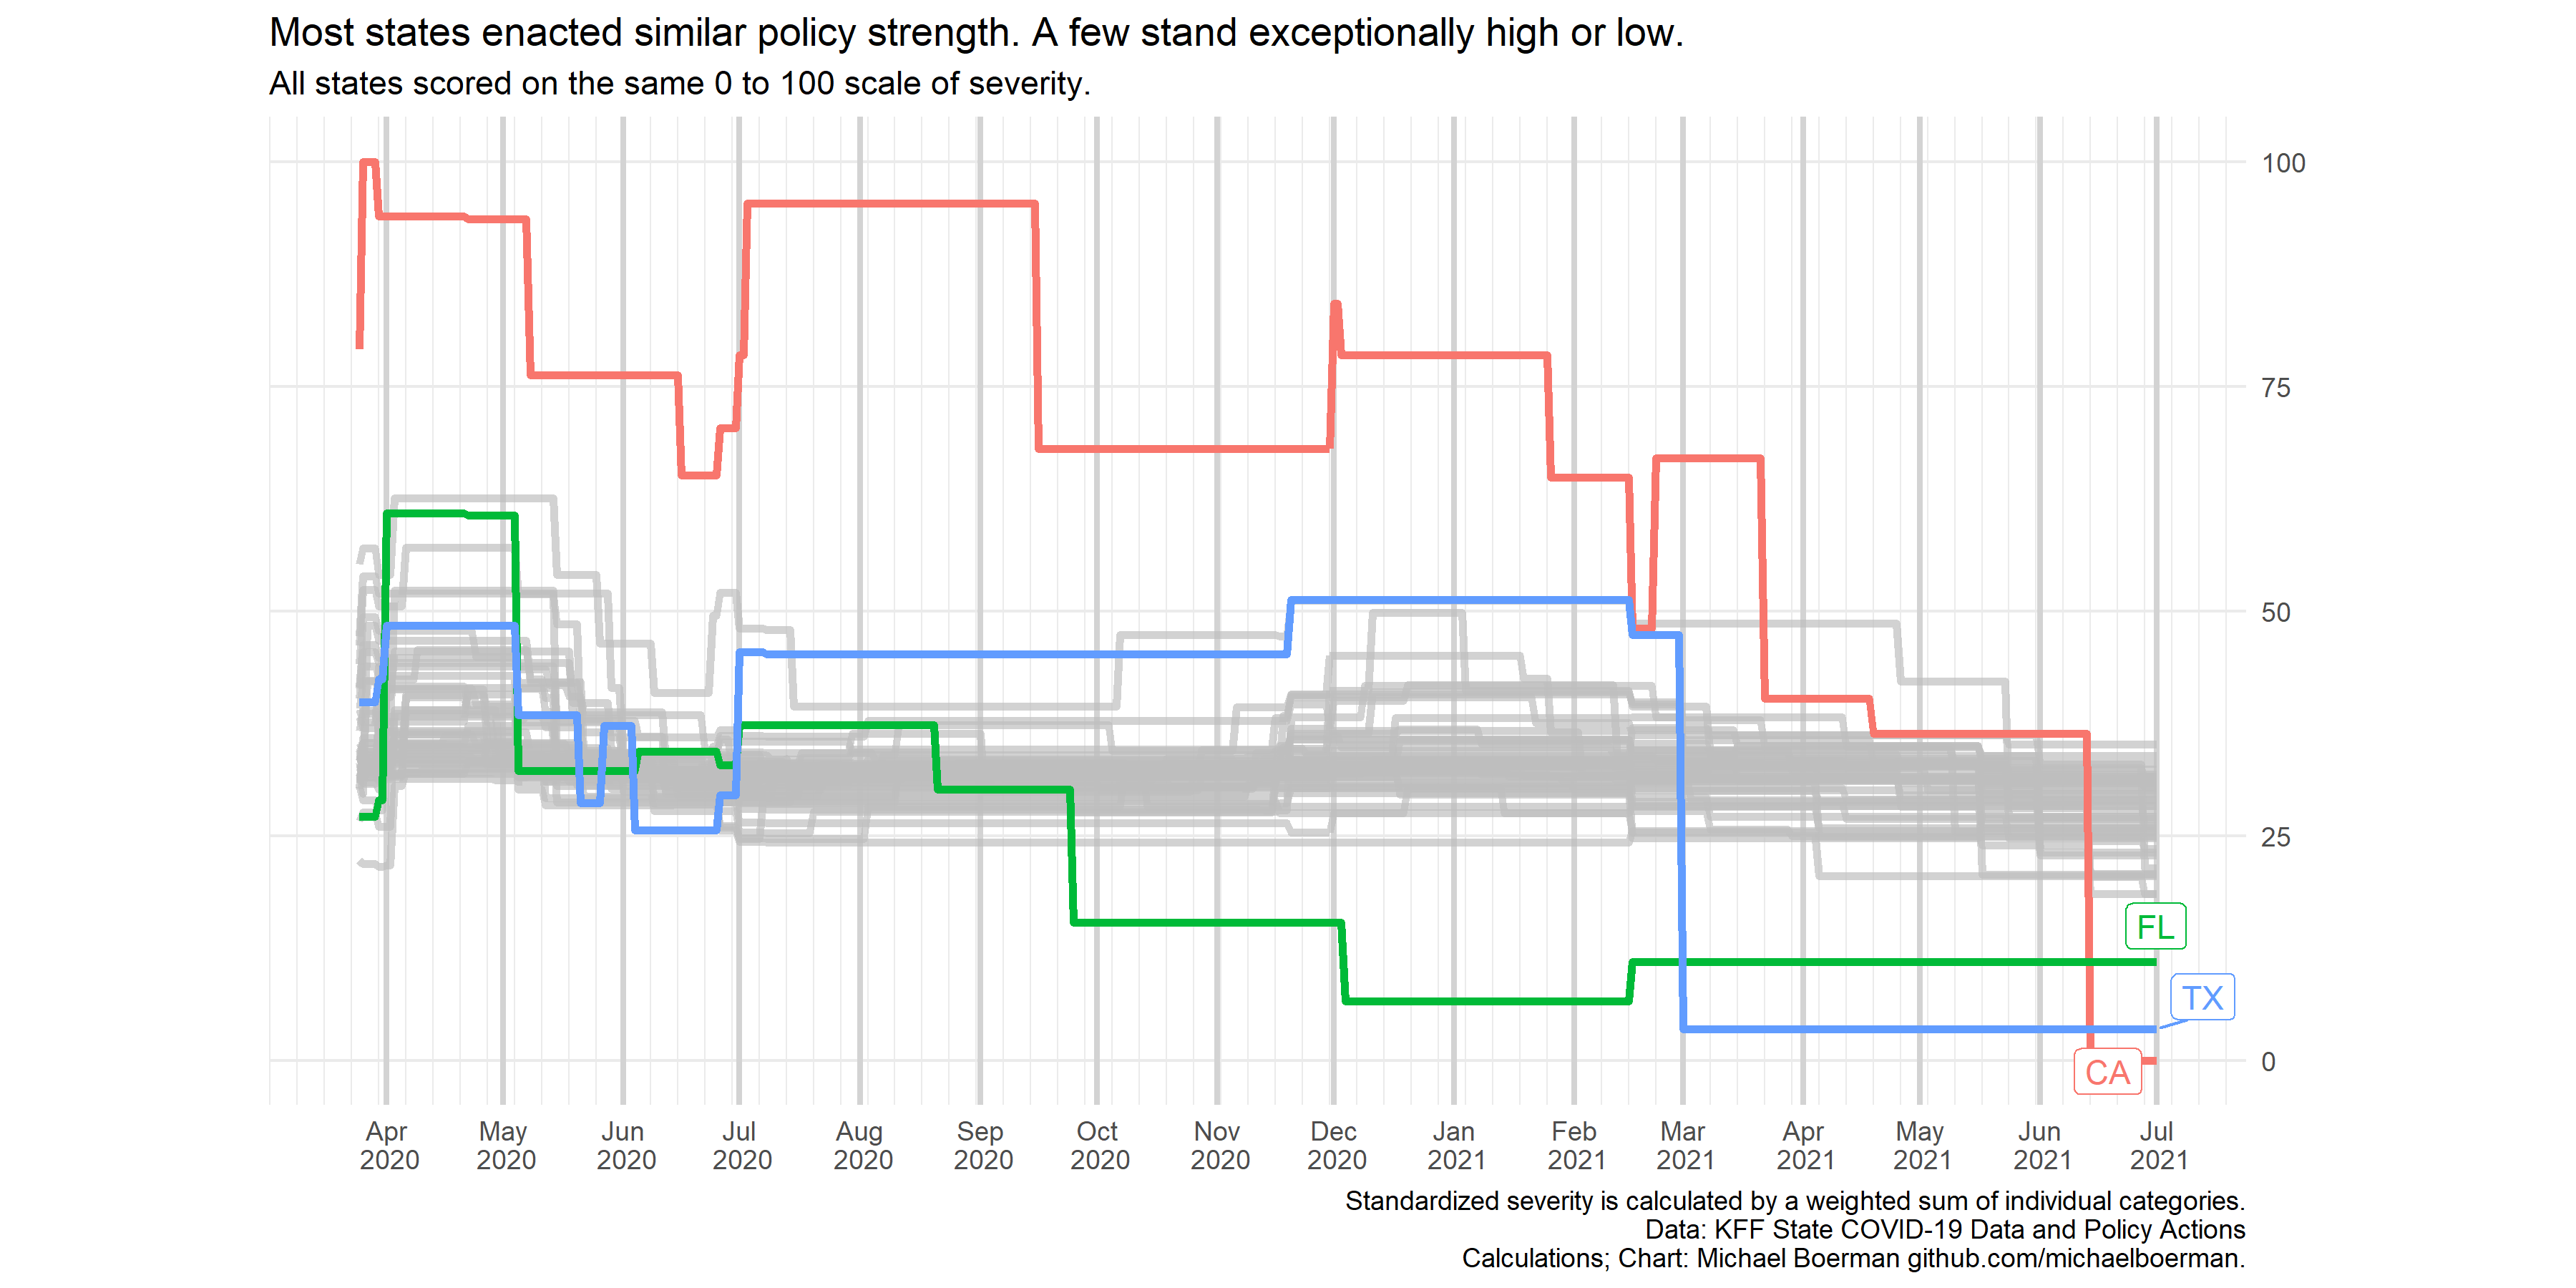 Most states enacted similar policy strength. A few stand exceptionally high or low.
All states scored on the same 0 to 100 scale of severity.
100
75
50
25
0
FL
TX
CA
Apr May Jun Jul Aug Sep Oct Nov Dec Jan Feb Mar Apr May Jun Jul
2020 2020 2020 2020 2020 2020 2020 2020 2020 2021 2021 2021 2021 2021 2021 2021
Standardized severity is calculated by a weighted sum of individual categories.
Data: KFF State COVID-19 Data and Policy Actions
Calculations; Chart: Michael Boerman github.com/michaelboerman.